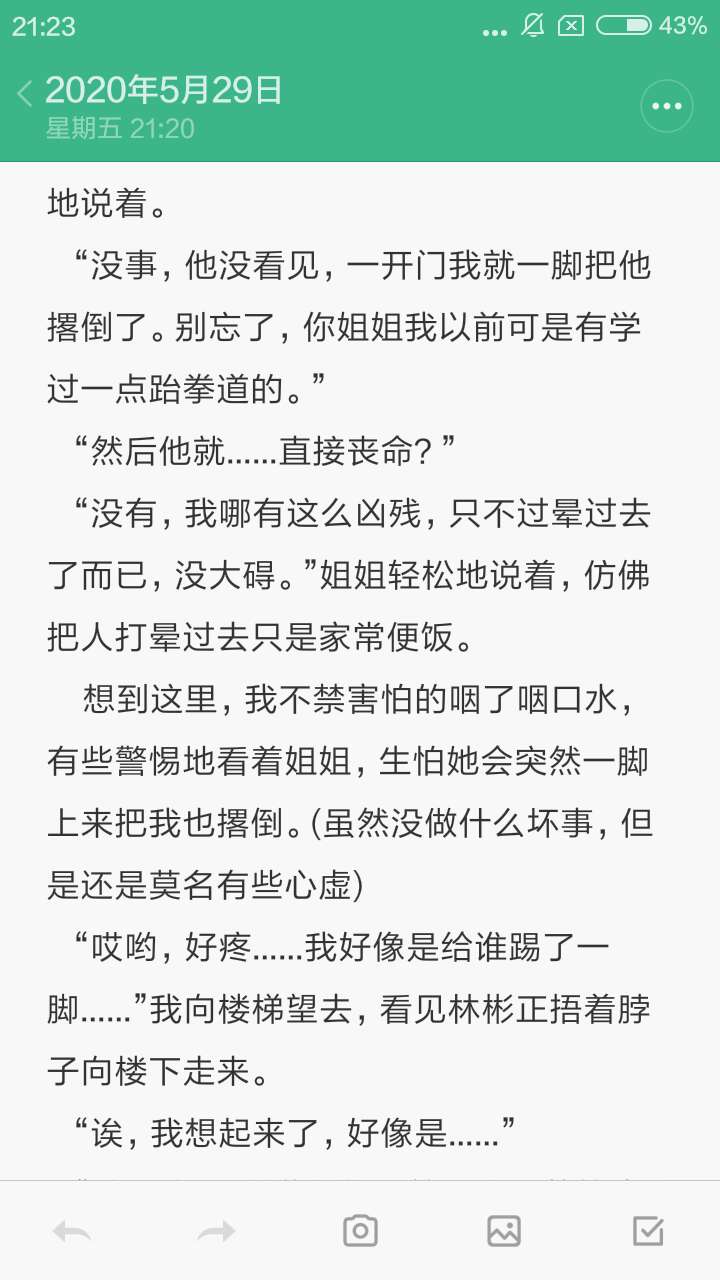 21:23
43%
2020年5月29日
星期五 21:20
地说着。
“没事，他没看见，一开门我就一脚把他
撂倒了。别忘了，你姐姐我以前可是有学
过一点跆拳道的。”
“然后他就......直接丧命？”
“没有，我哪有这么凶残，只不过晕过去
了而已，没大碍。”姐姐轻松地说着，仿佛
把人打晕过去只是家常便饭。
想到这里，我不禁害怕的咽了咽口水，
有些警惕地看着姐姐，生怕她会突然一脚
上来把我也撂倒。(虽然没做什么坏事，但
是还是莫名有些心虚)
“哎哟，好疼......我好像是给谁踢了一
脚......”我向楼梯望去，看见林彬正捂着脖
子向楼下走来。
“诶，我想起来了，好像是......”